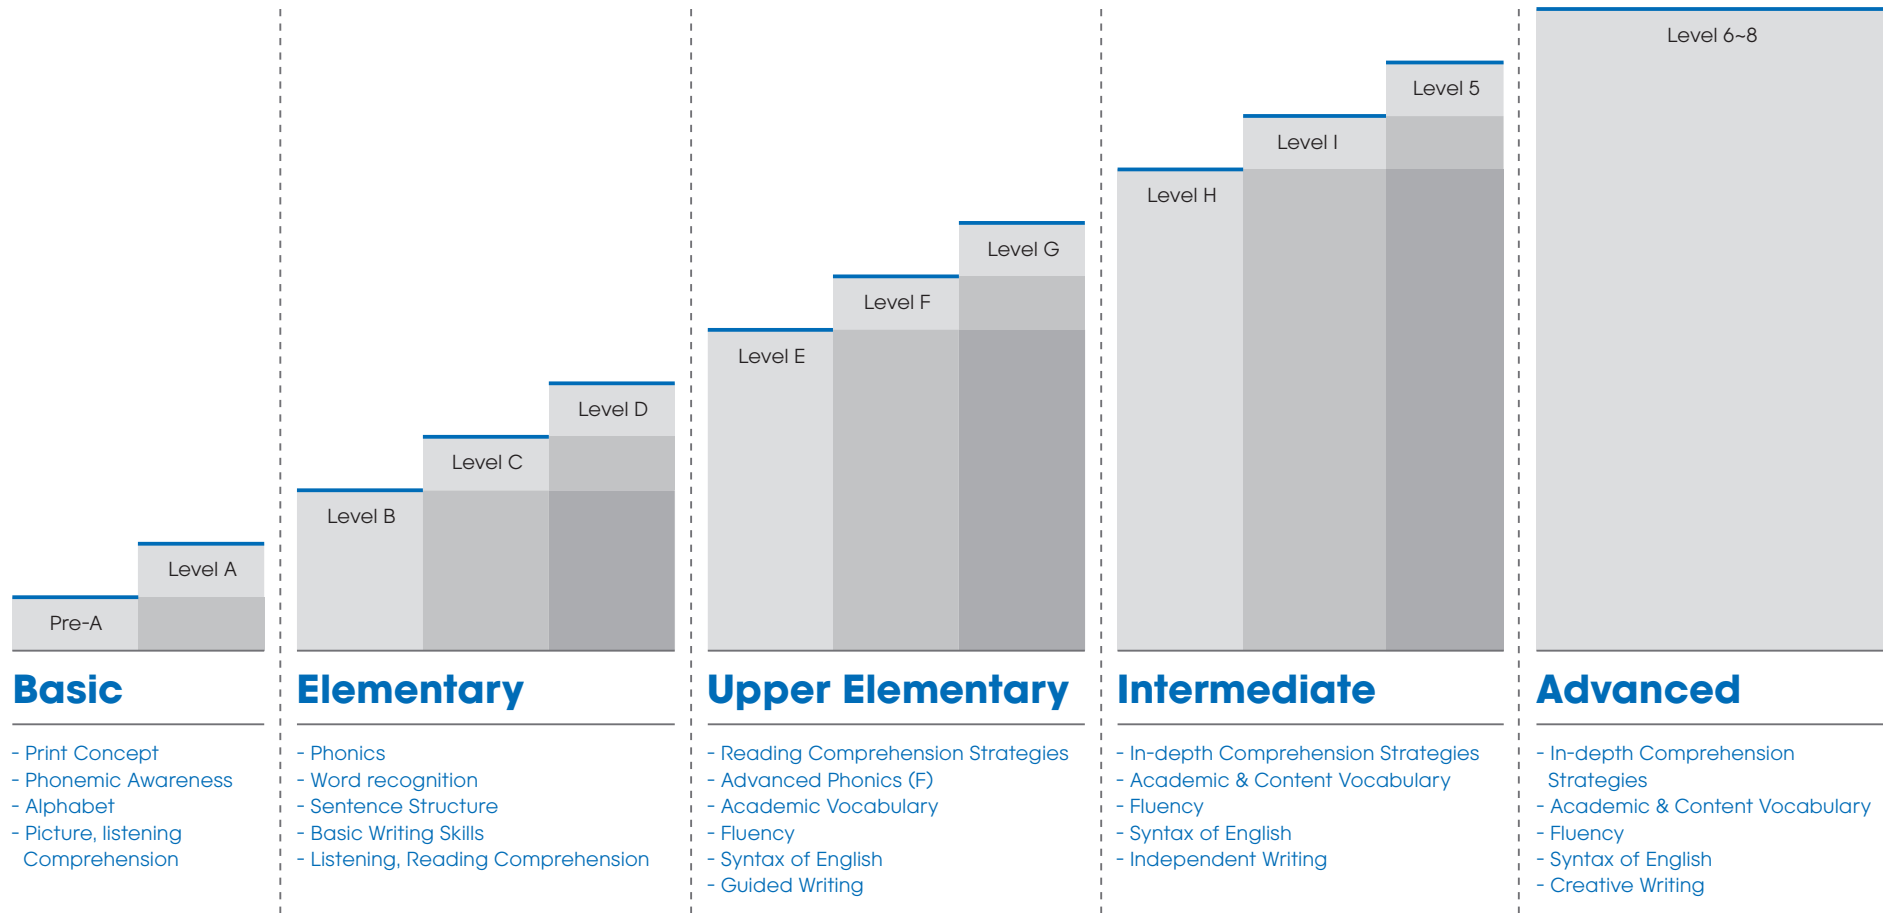 Pre-A
Level A
Basic
- Print Concept
- Phonemic Awareness
- Alphabet
- Picture, listening
Comprehension
Level B
Level C
Level D
Elementary
- Phonics
- Word recognition
- Sentence Structure
- Basic Writing Skills
- Listening, Reading Comprehension
Level E
Level F
Level G
Upper Elementary
- Reading Comprehension Strategies
- Advanced Phonics (F)
- Academic Vocabulary
- Fluency
- Syntax of English
- Guided Writing
Level H
Level I
Level 5
Intermediate
- In-depth Comprehension Strategies
- Academic & Content Vocabulary
- Fluency
- Syntax of English
- Independent Writing
Level 6~8
Advanced
- In-depth Comprehension
Strategies
- Academic & Content Vocabulary
- Fluency
- Syntax of English
- Creative Writing